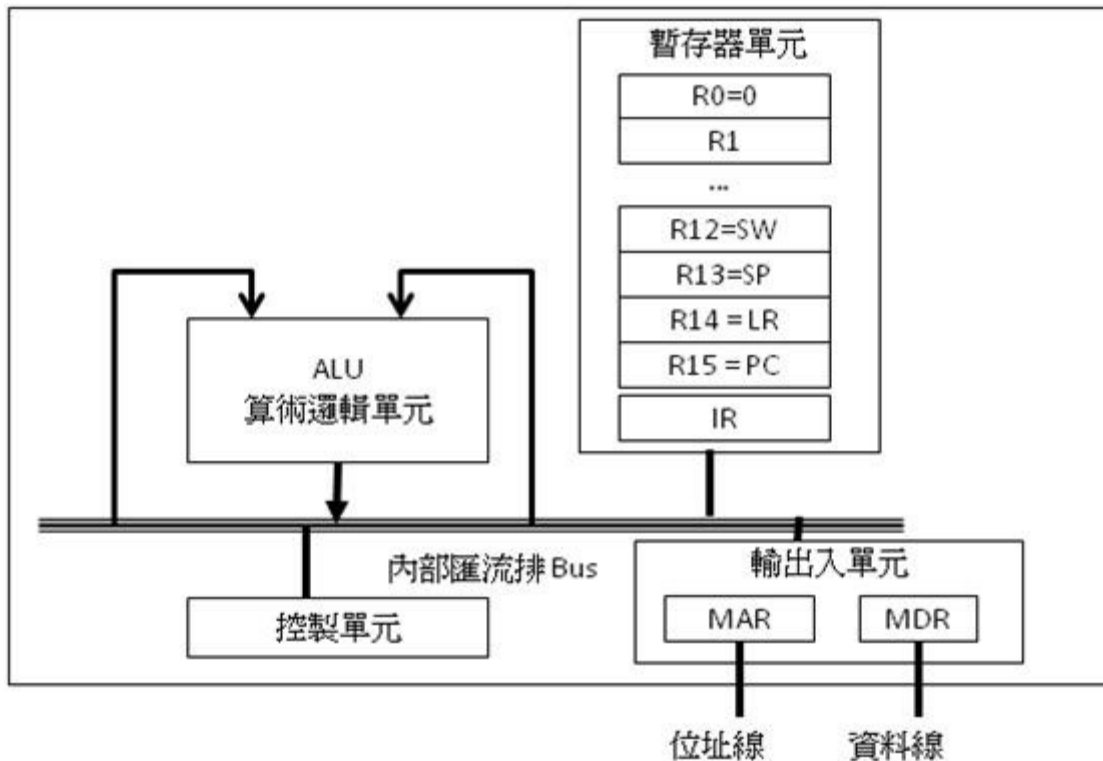 暫存器單元
R0=0
R1
...
R12=SW
R13=SP
R14 = LR
R15 = PC
IR
ALU
算術邏輯單元
內部匯流排 Bus
控製單元
輸出入單元
MAR
MDR
位址線
資料線